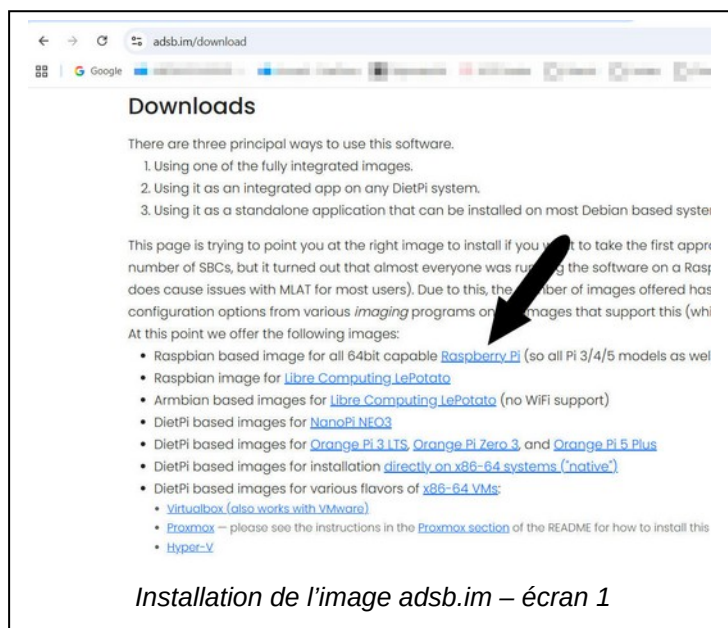 adsb.im/download
Google
Downloads
There are three principal ways to use this software.
1. Using one of the fully integrated images.
2. Using it as an integrated app on any DietPi system.
3. Using it as a standalone application that can be installed on most Debian based syste
This page is trying to point you at the right image to install if you to take the first appr
number of SBCs, but it turned out that almost everyone was the software on a Rasp
does cause issues with MLAT for most users). Due to this, the of images offered has
configuration options from various imaging programs on images that support this (whi
At this point we offer the following images:
• Raspbian based image for all 64bit capable Raspberry Pi (so all Pi 3/4/5 models as wel
• Raspbian image for Libre Computing LePotato
• Armbian based images for Libre Computing LePotato (no WiFi support)
• DietPi based images for NanoPi NEO3
• DietPi based images for Orange Pi 3 LTS, Orange Pi Zero 3, and Orange Pi 5 Plus
• DietPi based images for installation directly on x86-64 systems ("native")
• DietPi based images for various flavors of x86-64 VMs:
• Virtualbox (also works with VMware)
• Proxmox — please see the instructions in the Proxmox section of the README for how to install this
• Hyper-V
Installation de l'image adsb.im – écran 1